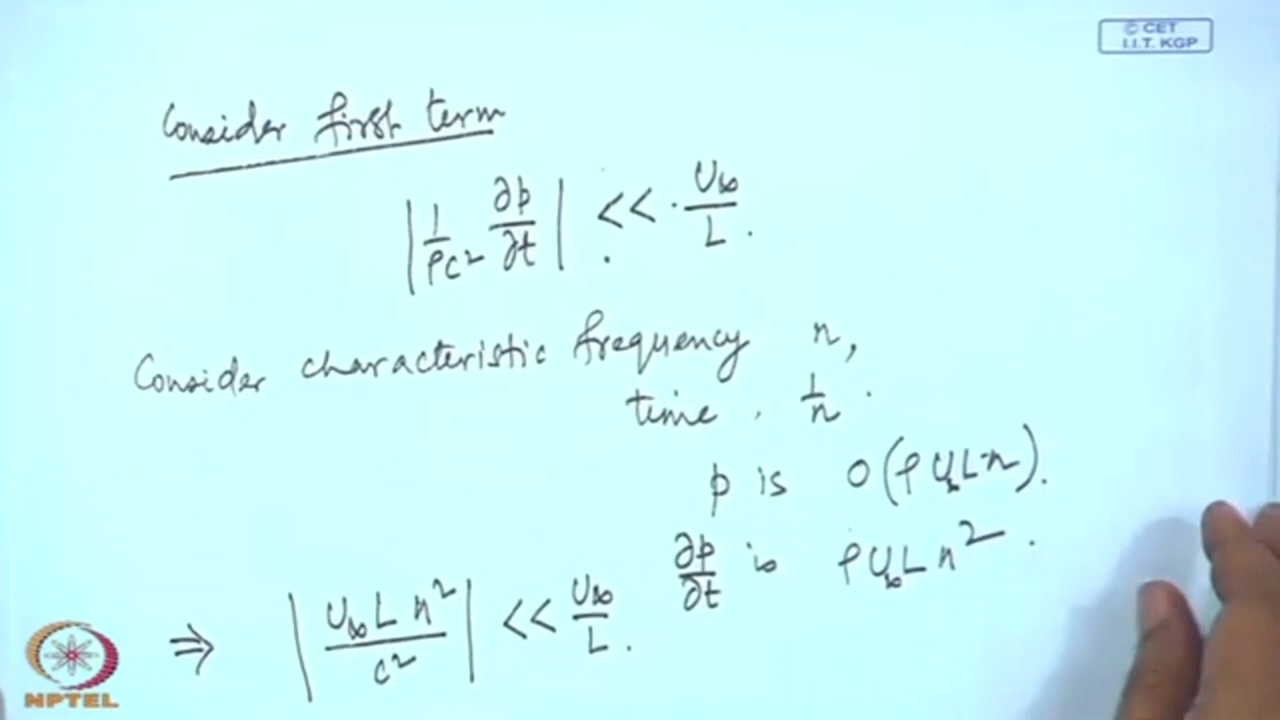 © CET
I.I.T. KGP
Consider first term
|1/ρc² ∂p/∂t| << U∞/L.
Consider characteristic frequency n,
time, 1/n.
p is O(ρU∞Ln).
∂p/∂t is ρU∞Ln².
⇒ |U∞Ln²/c²| << U∞/L.
NPTEL